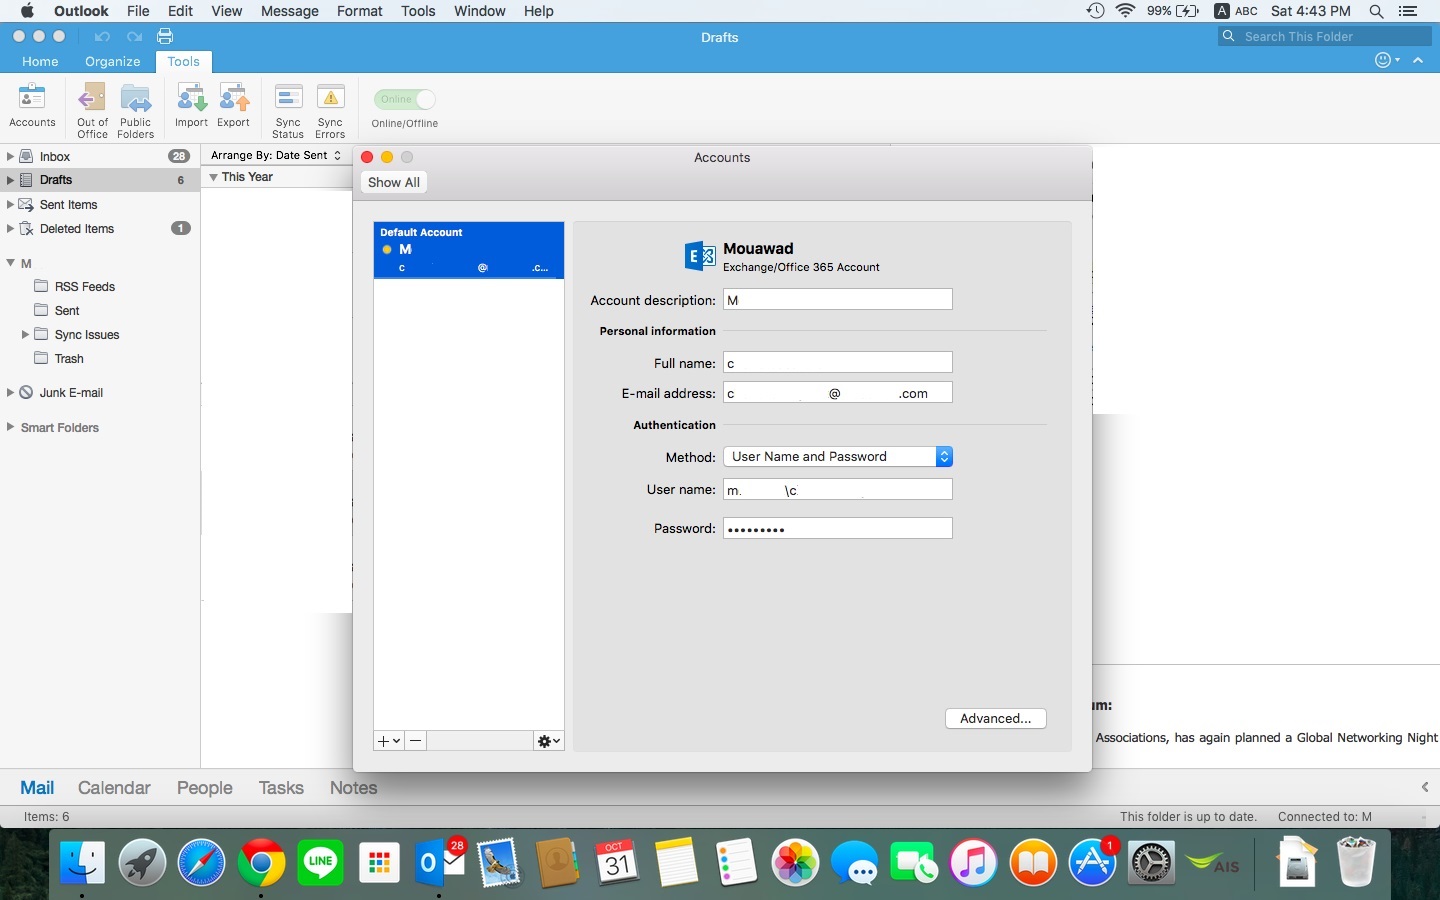 Outlook File Edit View Message Format Tools Window Help 99% A ABC Sat 4:43 PM
Drafts Search This Folder
Home Organize Tools
Accounts Out of Office Public Folders Import Export Sync Status Sync Errors Online Online/Offline
Inbox 28
Drafts 6
Sent Items
Deleted Items 1
M
RSS Feeds
Sent
Sync Issues
Trash
Junk E-mail
Smart Folders
Arrange By: Date Sent
This Year
Accounts
Show All
Default Account
M
c @ .c...
Mouawad
Exchange/Office 365 Account
Account description: M
Personal information
Full name: c
E-mail address: c @ .com
Authentication
Method: User Name and Password
User name: m. \c
Password: •••••••••
Advanced...
um:
Associations, has again planned a Global Networking Night
Mail Calendar People Tasks Notes
Items: 6 This folder is up to date. Connected to: M
LINE 28 OCT 31 1 AIS